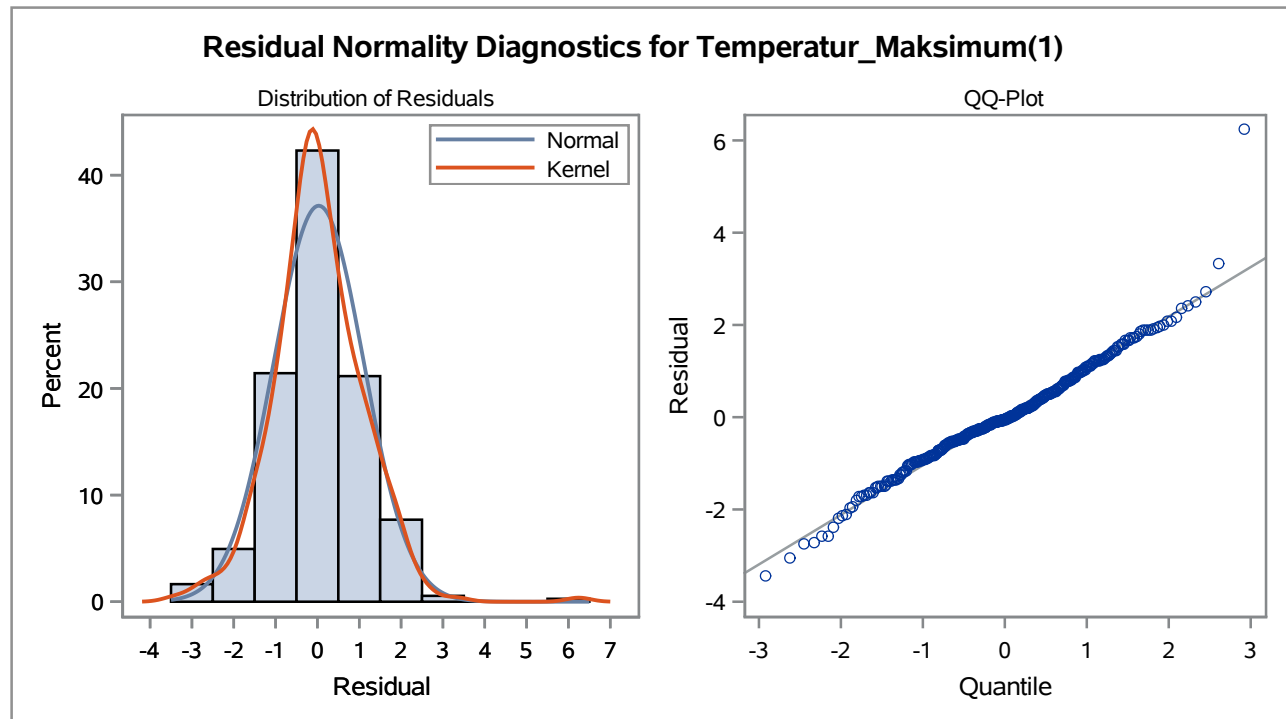 Residual Normality Diagnostics for Temperatur_Maksimum(1)
Distribution of Residuals
Normal
Kernel
Percent
40
30
20
10
0
-4 -3 -2 -1 0 1 2 3 4 5 6 7
Residual
QQ-Plot
Residual
6
4
2
0
-2
-4
-3 -2 -1 0 1 2 3
Quantile